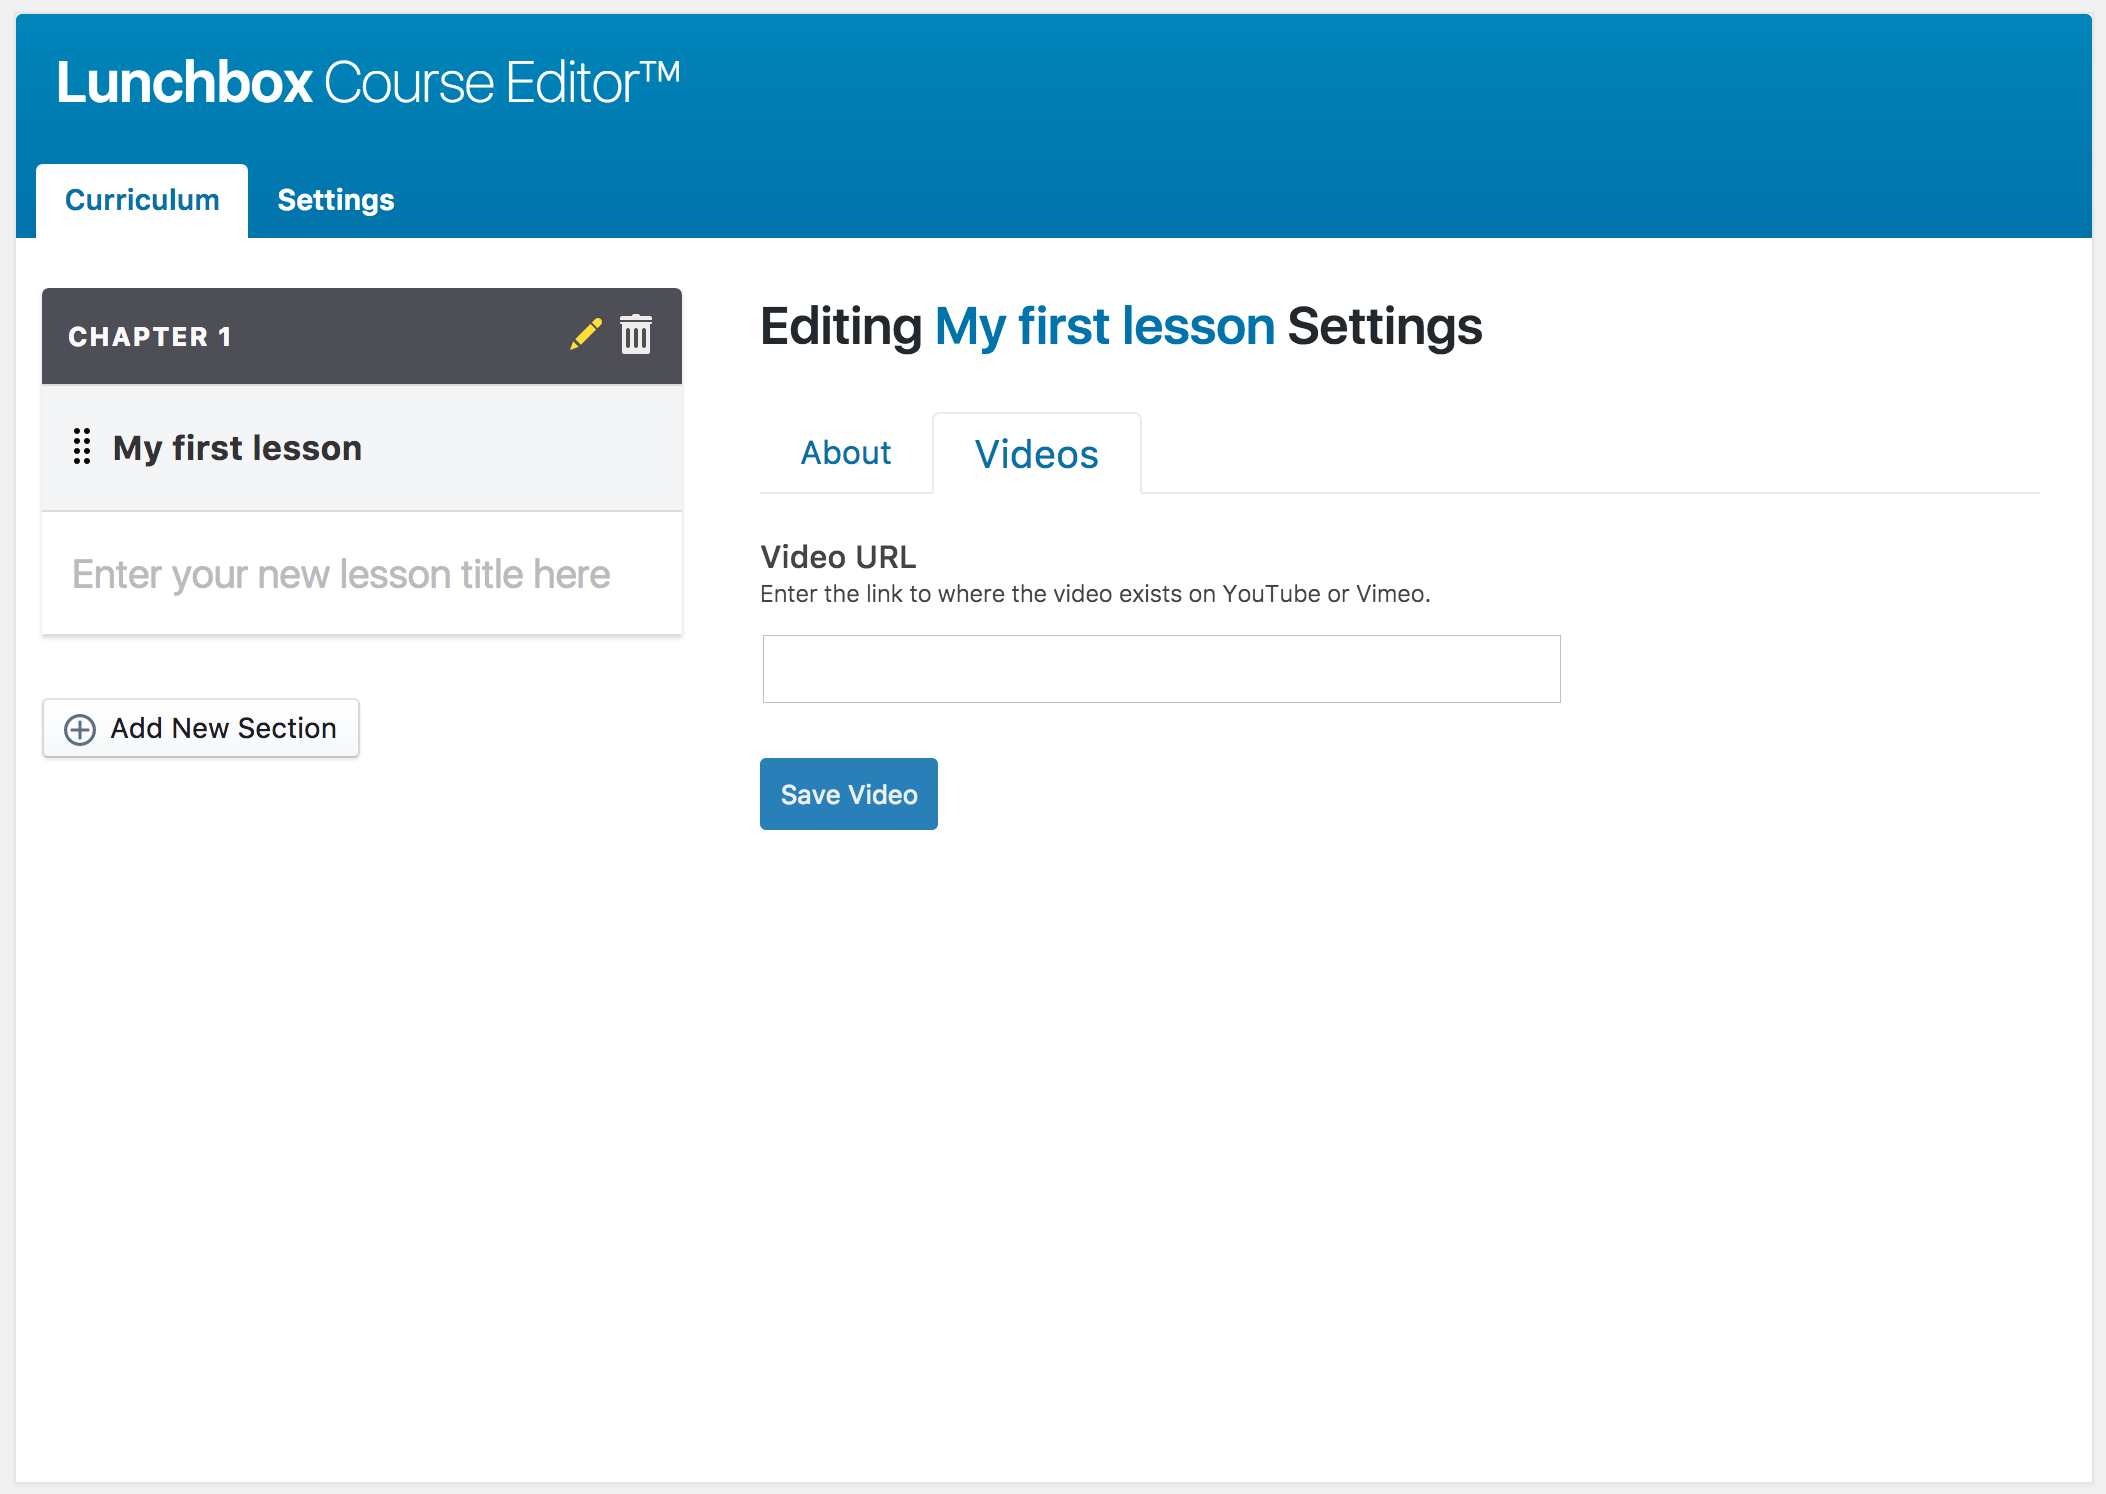 Lunchbox Course Editor™
Curriculum
Settings
CHAPTER 1
My first lesson
Enter your new lesson title here
Add New Section
Editing My first lesson Settings
About
Videos
Video URL
Enter the link to where the video exists on YouTube or Vimeo.
Save Video